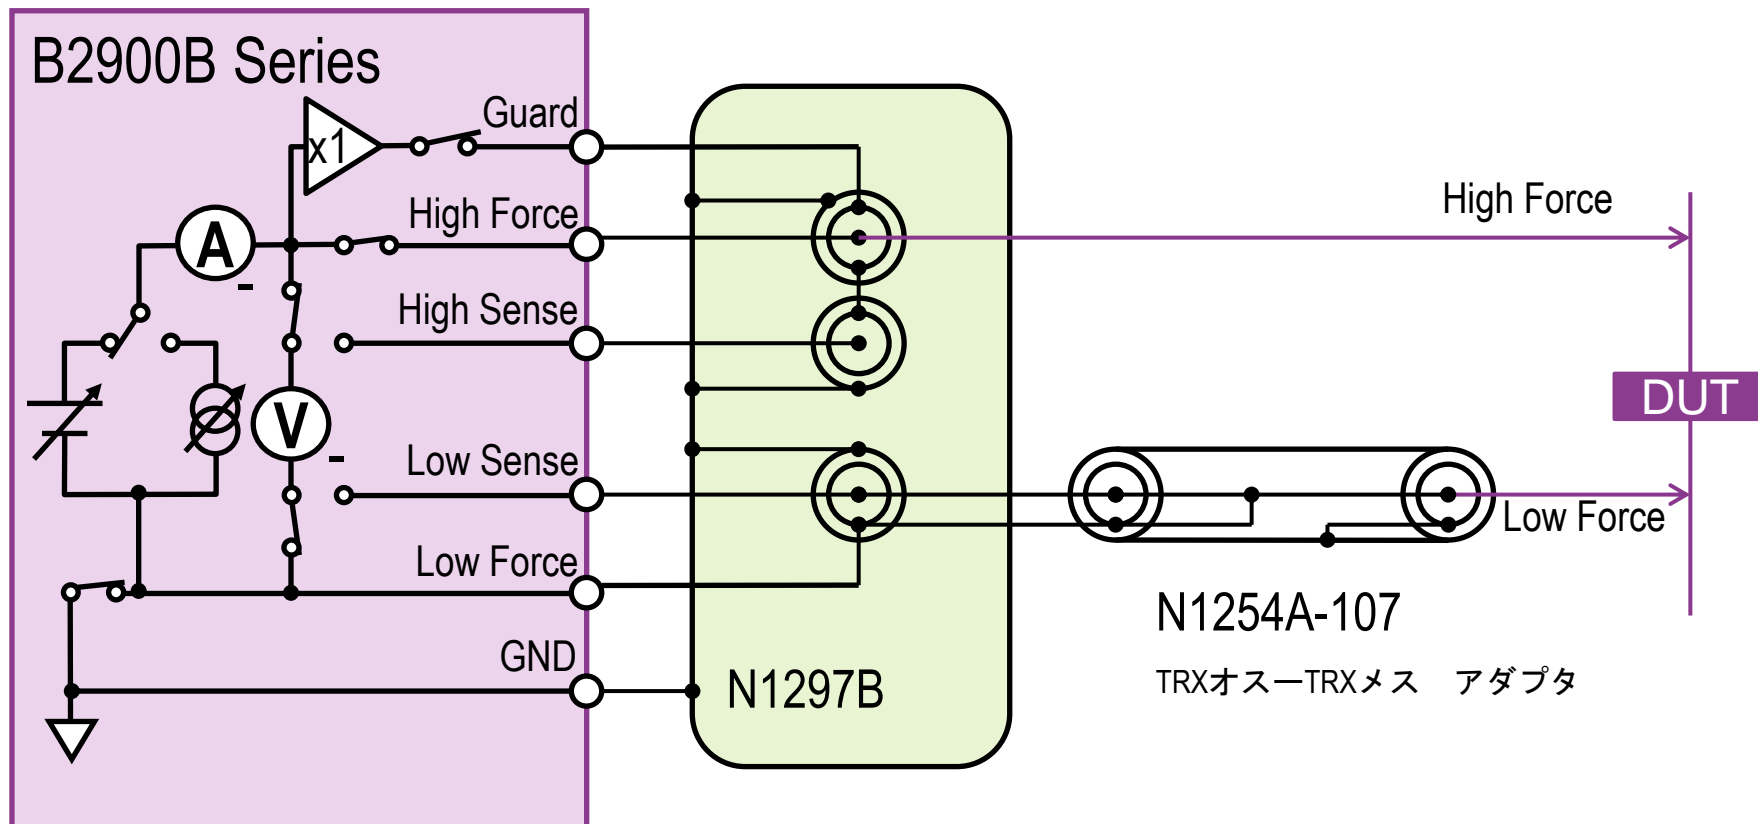 B2900B Series
Guard
x1
High Force
High Force
A
-
High Sense
DUT
V
-
Low Sense
Low Force
Low Force
N1254A-107
GND
N1297B
TRXオスーTRXメス　アダプタ